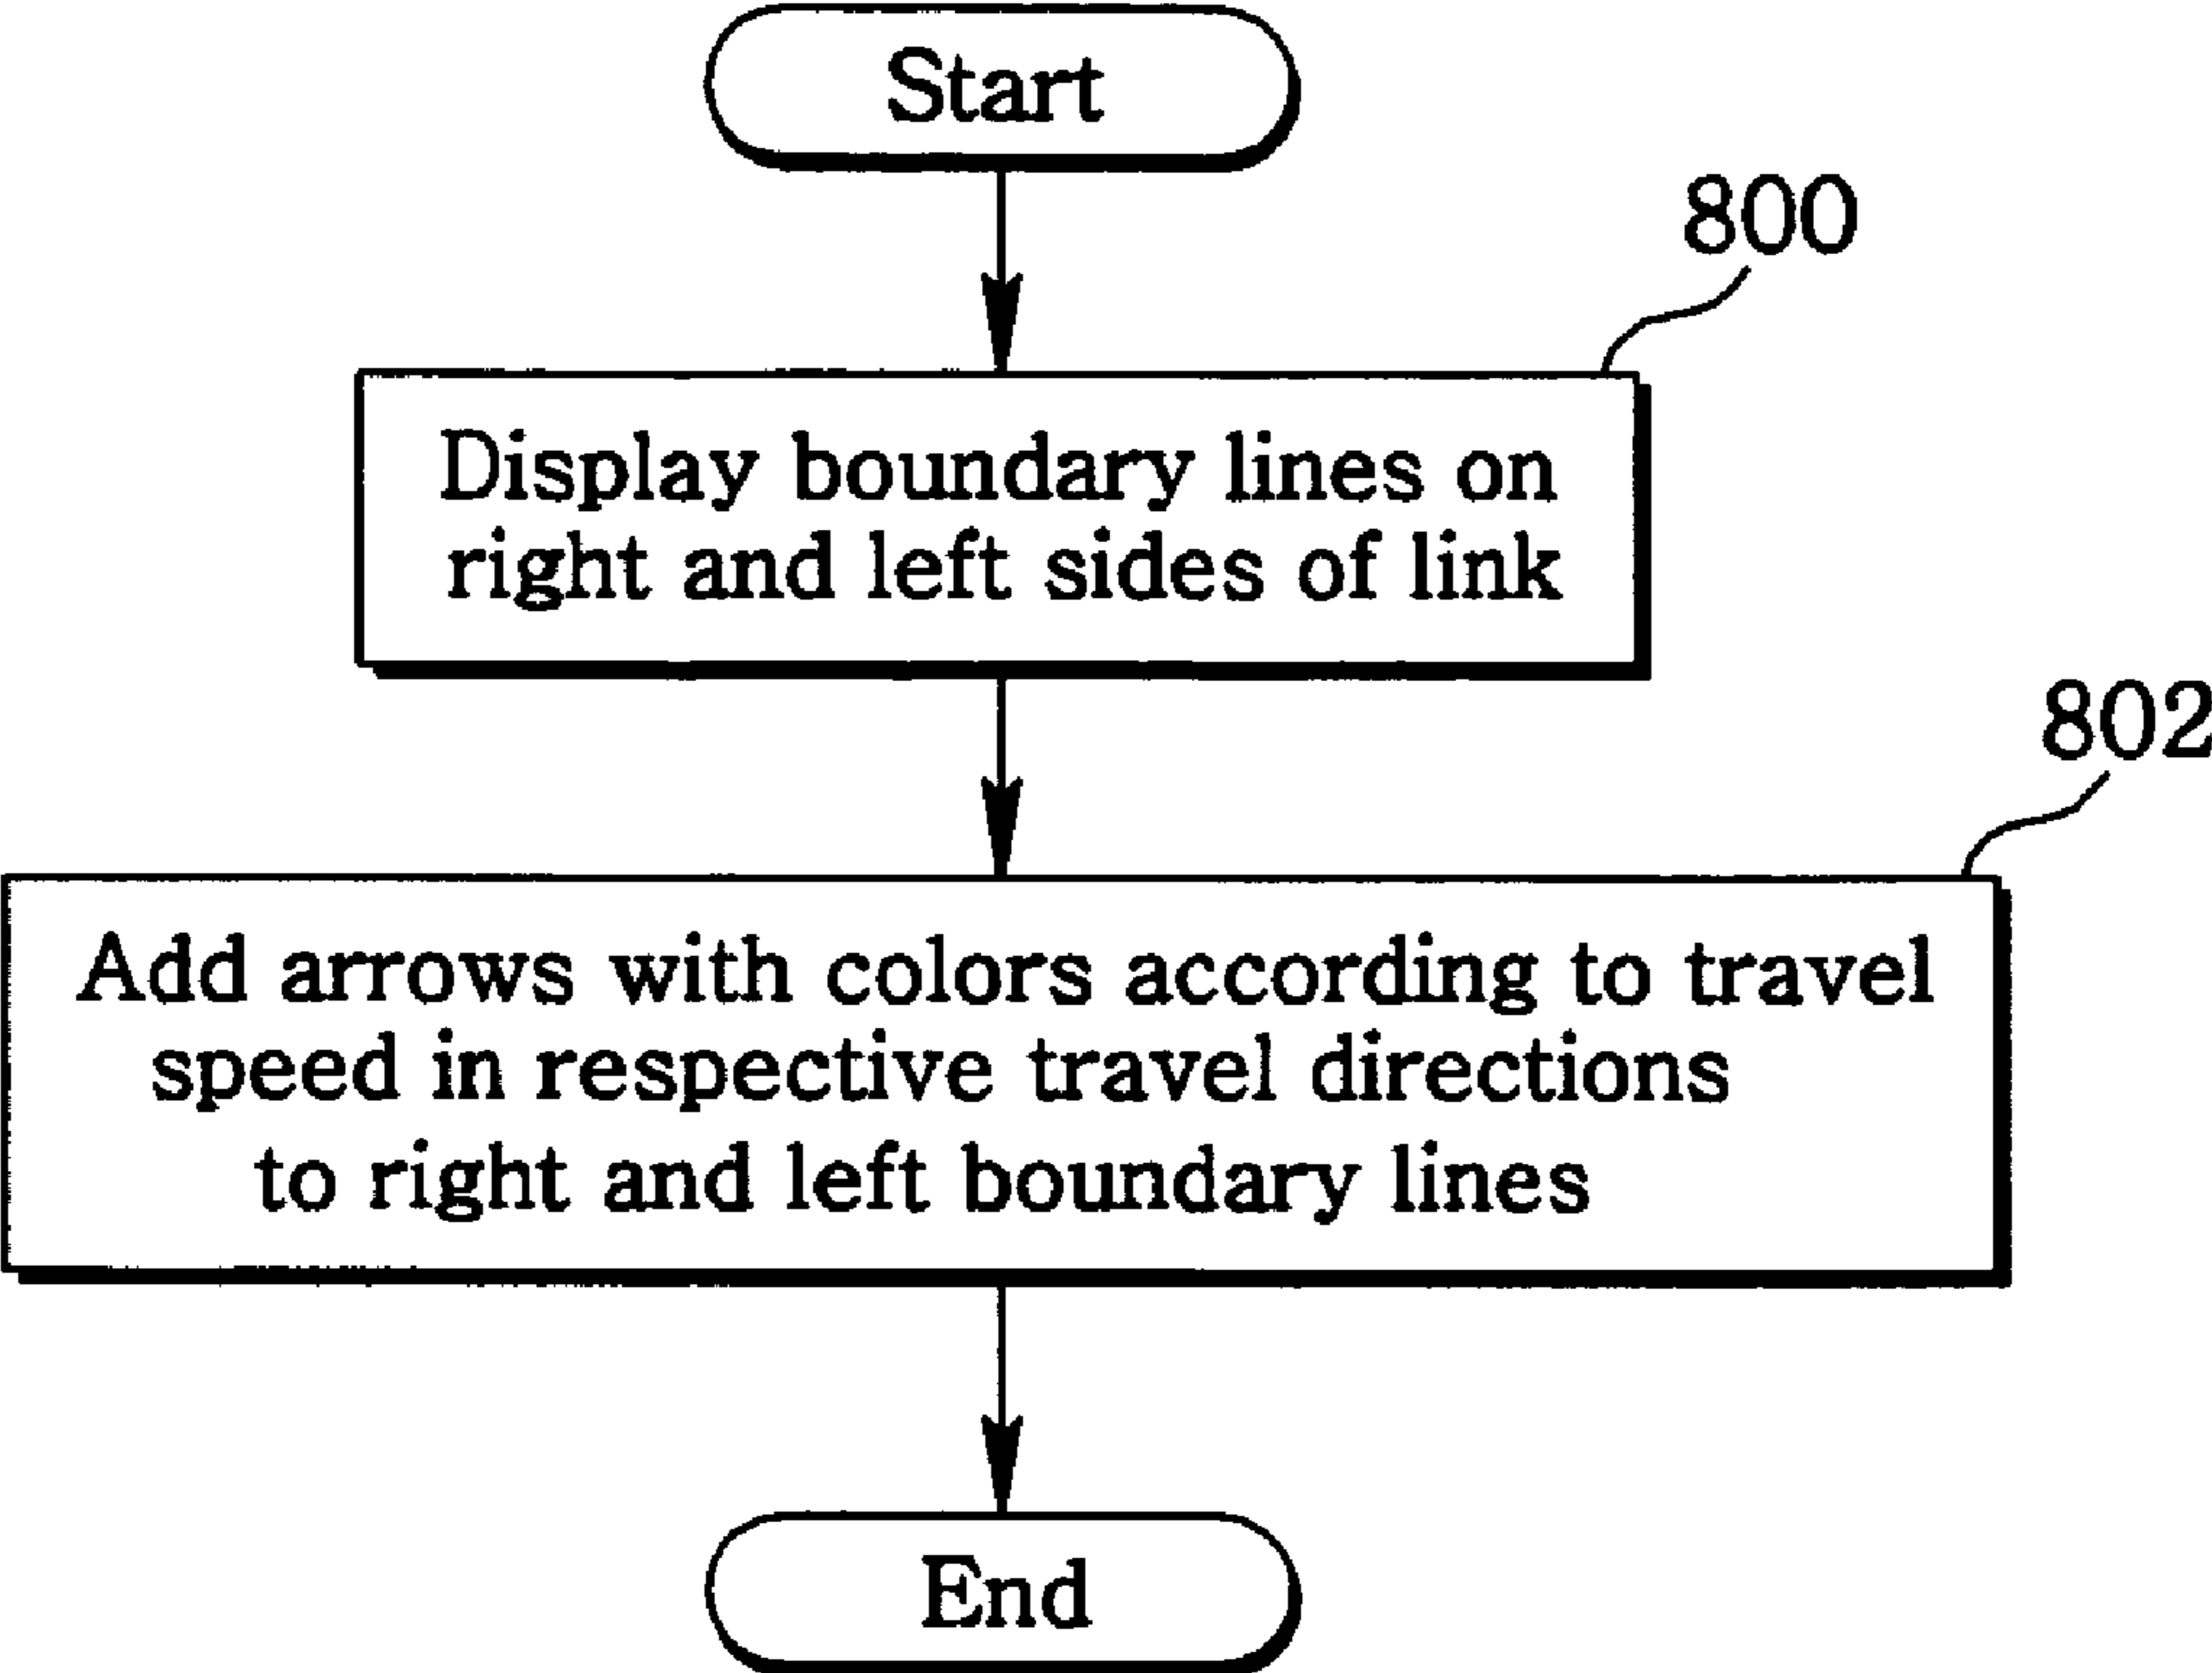 Start
800
Display boundary lines on
right and left sides of link
802
Add arrows with colors according to travel
speed in respective travel directions
to right and left boundary lines
End